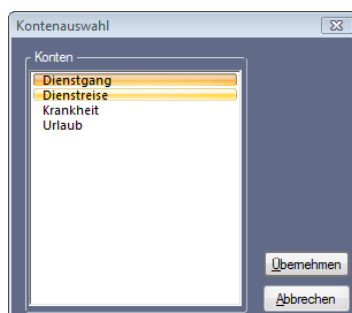 Kontenauswahl
Konten
Dienstgang
Dienstreise
Krankheit
Urlaub
Übernehmen
Abbrechen